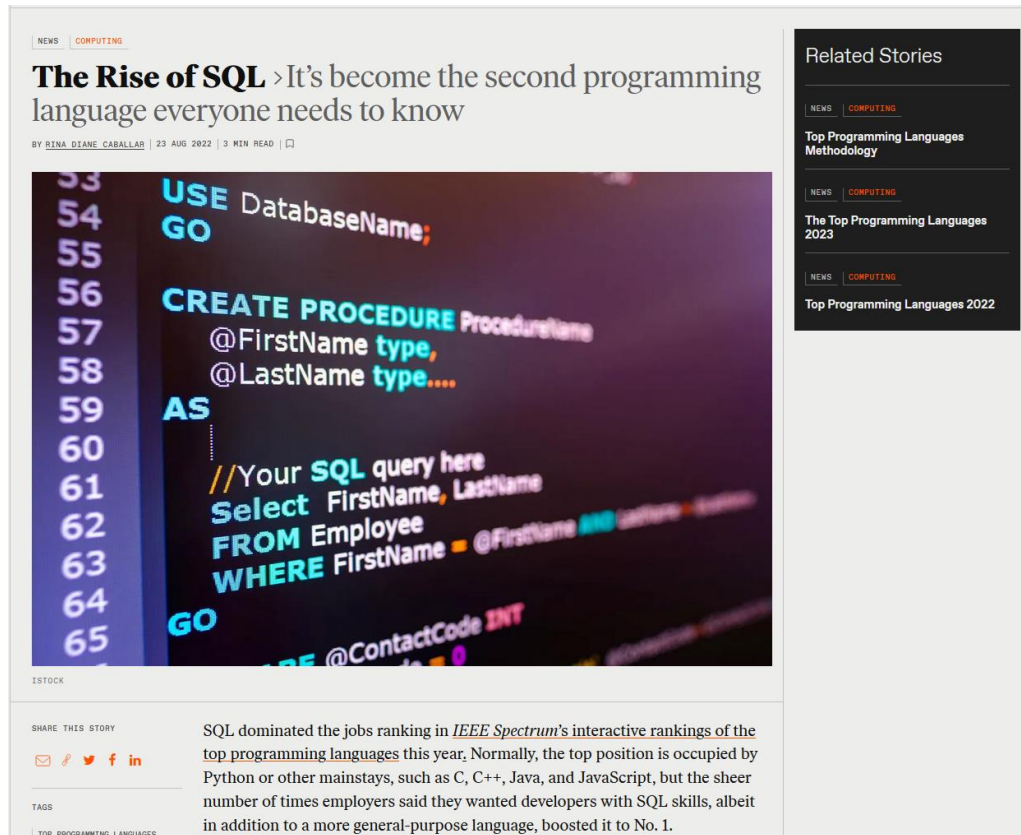 NEWS COMPUTING
The Rise of SQL >It's become the second programming
language everyone needs to know
BY RINA DIANE CABALLAR | 23 AUG 2022 | 3 MIN READ |
53
54 USE DatabaseName;
55 GO
56
57 CREATE PROCEDURE ProcedureName
58 @FirstName type,
59 @LastName type....
60 AS
61
62 //Your SQL query here
63 Select FirstName, LastName
64 FROM Employee
65 WHERE FirstName = @FirstName AND
GO
@ContactCode INT
= 0
ISTOCK
SHARE THIS STORY
TAGS
TOP PROGRAMMING LANGUAGES
SQL dominated the jobs ranking in IEEE Spectrum's interactive rankings of the
top programming languages this year. Normally, the top position is occupied by
Python or other mainstays, such as C, C++, Java, and JavaScript, but the sheer
number of times employers said they wanted developers with SQL skills, albeit
in addition to a more general-purpose language, boosted it to No. 1.
Related Stories
NEWS COMPUTING
Top Programming Languages
Methodology
NEWS COMPUTING
The Top Programming Languages
2023
NEWS COMPUTING
Top Programming Languages 2022